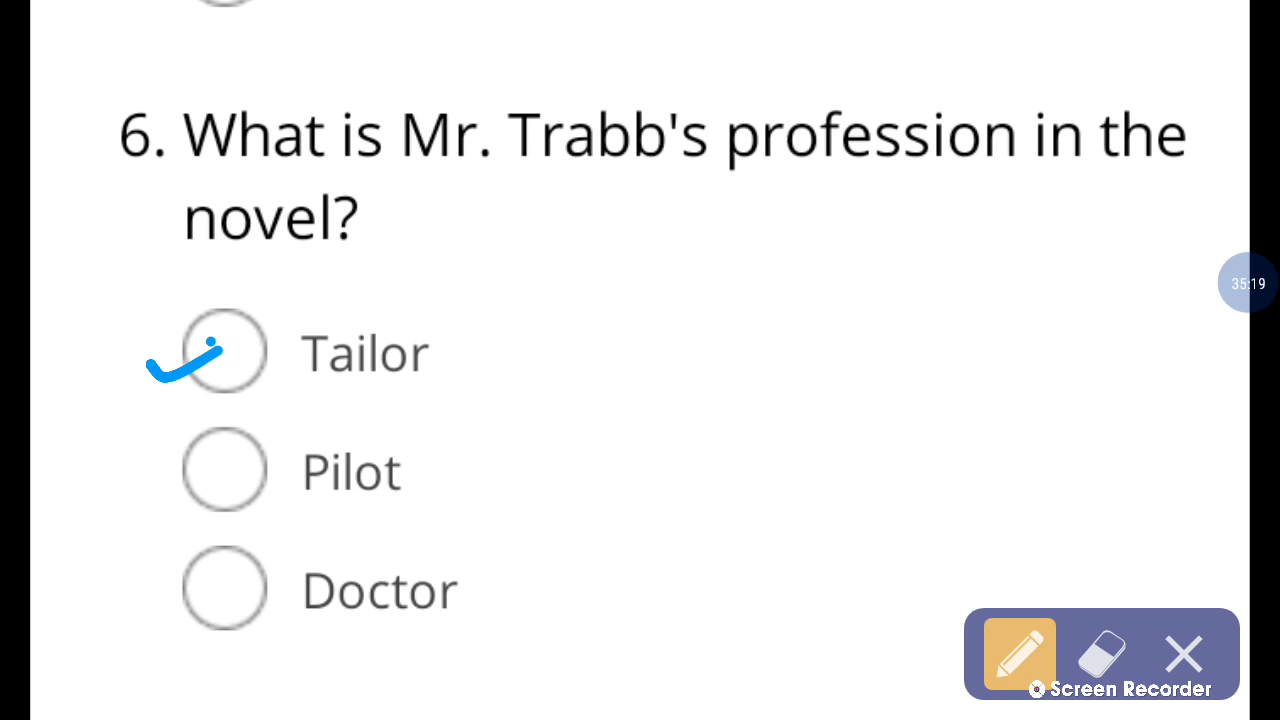 6. What is Mr. Trabb's profession in the
novel?
35:19
Tailor
Pilot
Doctor
Screen Recorder